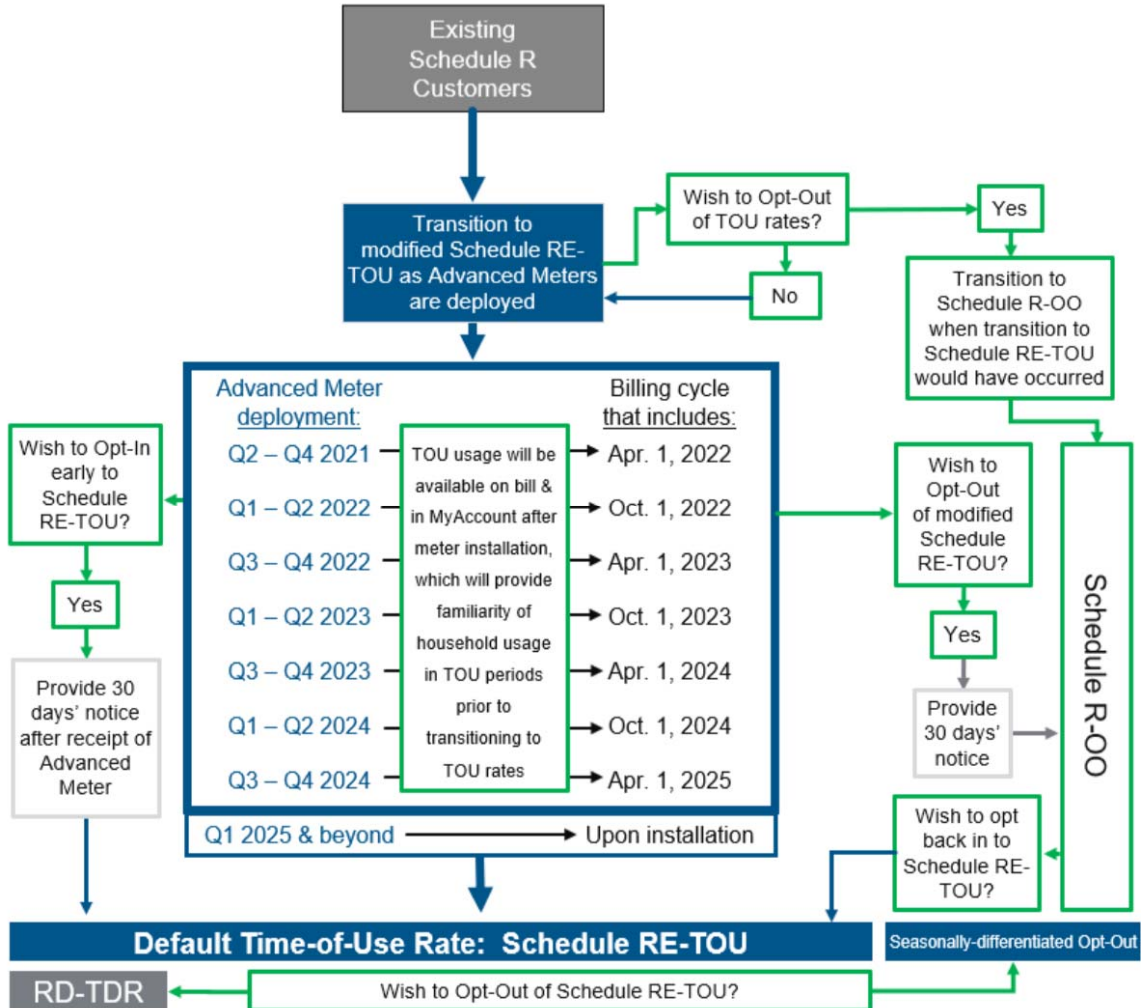 Existing
Schedule R
Customers
Transition to
modified Schedule RE-
TOU as Advanced Meters
are deployed
Wish to Opt-Out
of TOU rates?
Yes
No
Transition to
Schedule R-OO
when transition to
Schedule RE-TOU
would have occurred
Wish to Opt-In
early to
Schedule
RE-TOU?
Yes
Provide 30
days’ notice
after receipt of
Advanced
Meter
Advanced Meter
deployment:
Q2 – Q4 2021
Q1 – Q2 2022
Q3 – Q4 2022
Q1 – Q2 2023
Q3 – Q4 2023
Q1 – Q2 2024
Q3 – Q4 2024
TOU usage will be
available on bill &
in MyAccount after
meter installation,
which will provide
familiarity of
household usage
in TOU periods
prior to
transitioning to
TOU rates
Billing cycle
that includes:
Apr. 1, 2022
Oct. 1, 2022
Apr. 1, 2023
Oct. 1, 2023
Apr. 1, 2024
Oct. 1, 2024
Apr. 1, 2025
Q1 2025 & beyond
Upon installation
Wish to
Opt-Out
of modified
Schedule
RE-TOU?
Yes
Provide
30 days’
notice
Schedule R-OO
Wish to opt
back in to
Schedule RE-
TOU?
Default Time-of-Use Rate: Schedule RE-TOU
Seasonally-differentiated Opt-Out
RD-TDR
Wish to Opt-Out of Schedule RE-TOU?